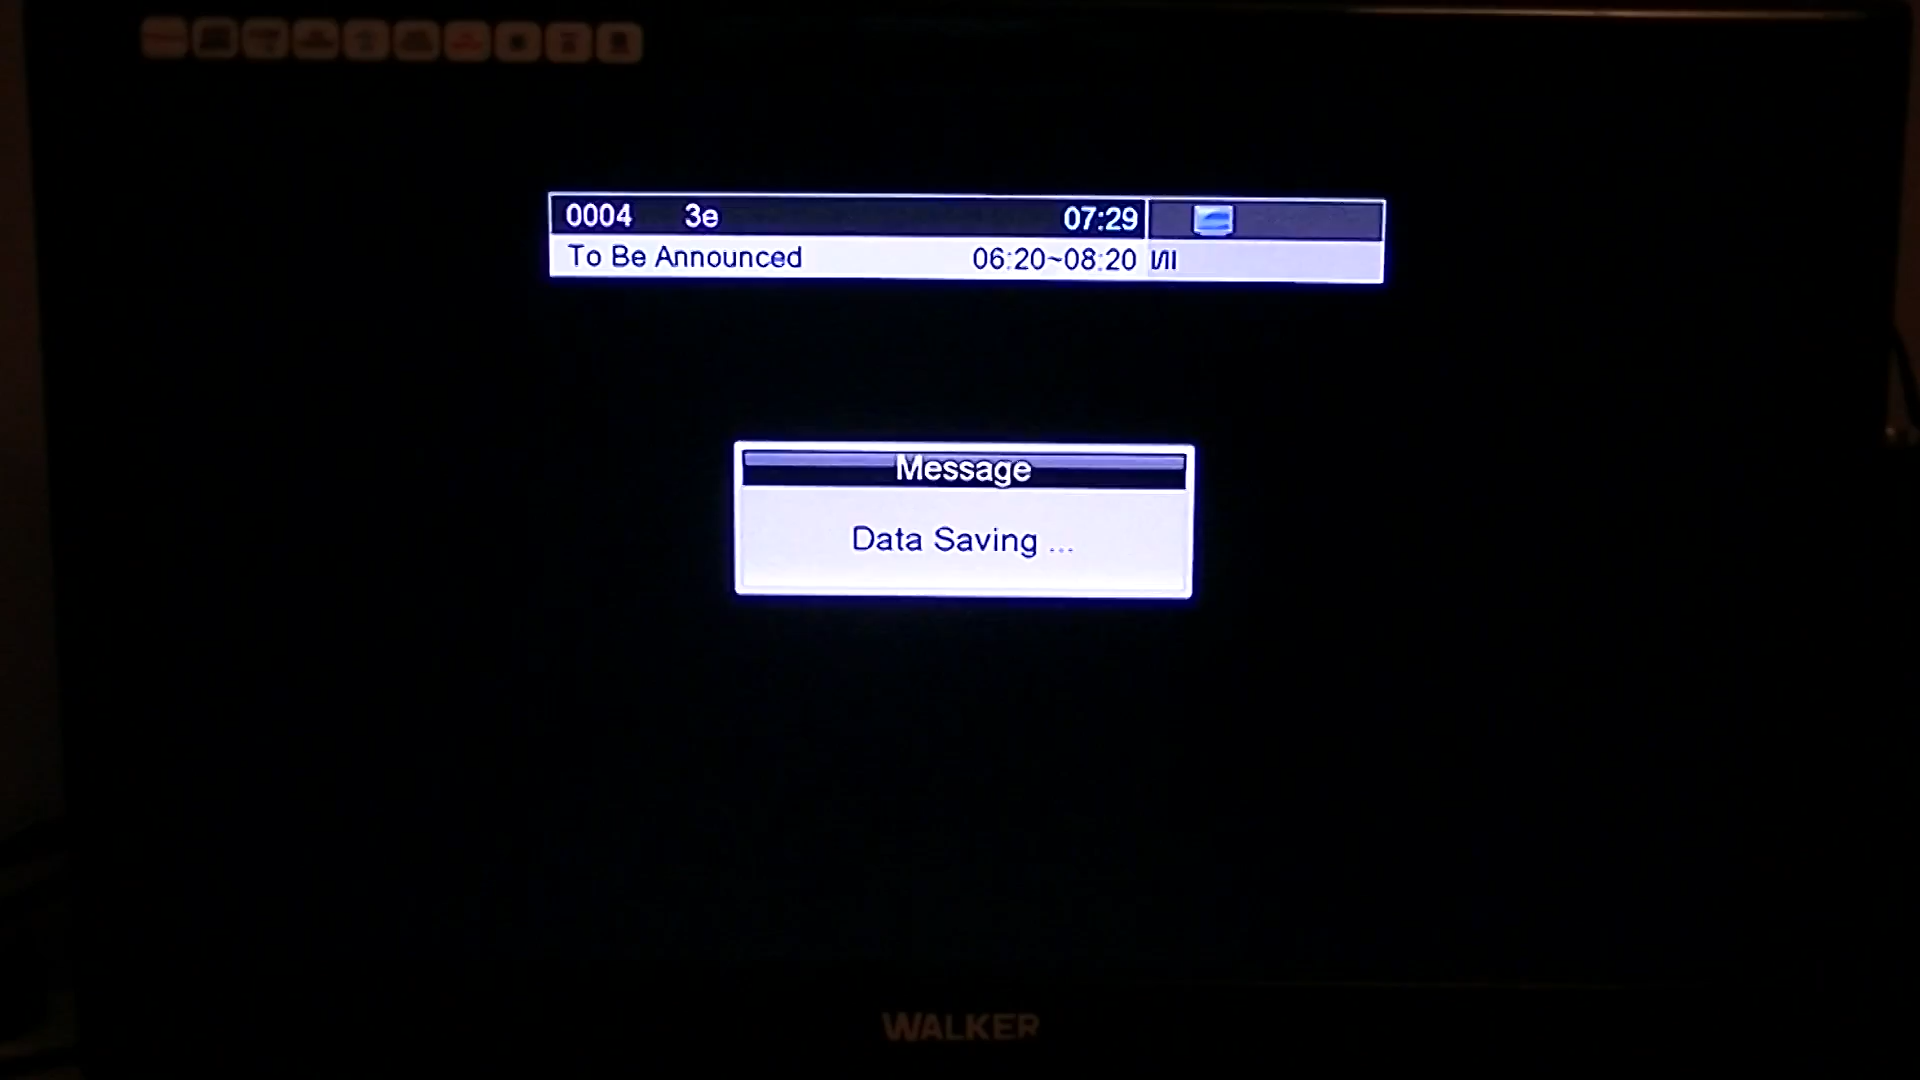 0004 3e 07:29
To Be Announced 06:20~08:20
Message
Data Saving ...
WALKER